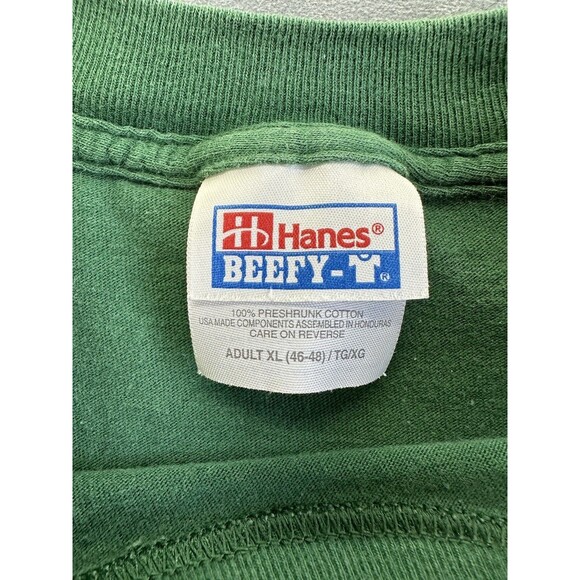 Hanes®
BEEFY-T®
100% PRESHRUNK COTTON
USA MADE COMPONENTS ASSEMBLED IN HONDURAS
CARE ON REVERSE
ADULT XL (46-48) / TG/XG